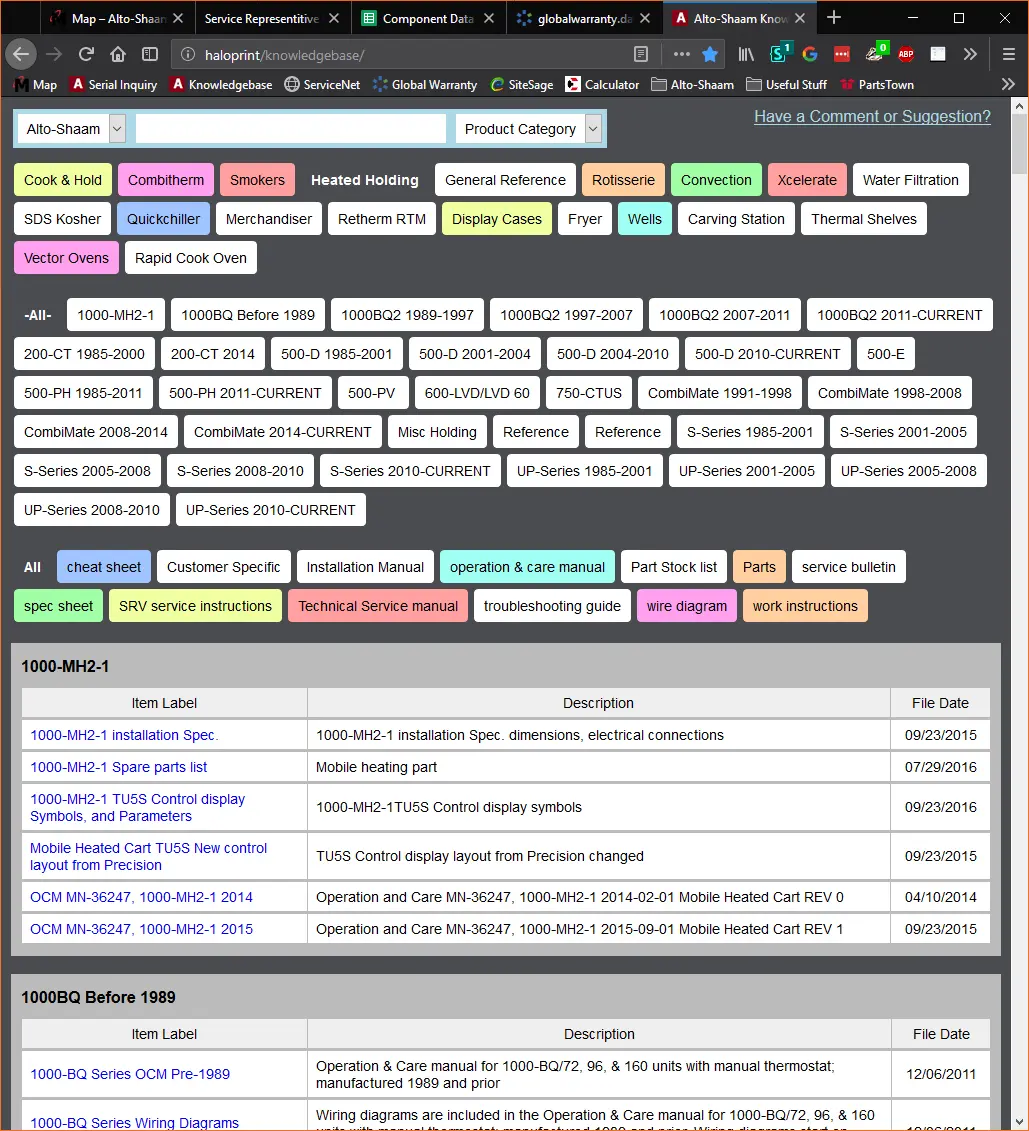 Map – Alto-Shaan
Service Representitive
Component Data
globalwarranty.da
Alto-Shaam Know
haloprint/knowledgebase/
1
0
ABP
Map
Serial Inquiry
Knowledgebase
ServiceNet
Global Warranty
SiteSage
Calculator
Alto-Shaam
Useful Stuff
PartsTown
Alto-Shaam
Product Category
Have a Comment or Suggestion?
Cook & Hold
Combitherm
Smokers
Heated Holding
General Reference
Rotisserie
Convection
Xcelerate
Water Filtration
SDS Kosher
Quickchiller
Merchandiser
Retherm RTM
Display Cases
Fryer
Wells
Carving Station
Thermal Shelves
Vector Ovens
Rapid Cook Oven
-All-
1000-MH2-1
1000BQ Before 1989
1000BQ2 1989-1997
1000BQ2 1997-2007
1000BQ2 2007-2011
1000BQ2 2011-CURRENT
200-CT 1985-2000
200-CT 2014
500-D 1985-2001
500-D 2001-2004
500-D 2004-2010
500-D 2010-CURRENT
500-E
500-PH 1985-2011
500-PH 2011-CURRENT
500-PV
600-LVD/LVD 60
750-CTUS
CombiMate 1991-1998
CombiMate 1998-2008
CombiMate 2008-2014
CombiMate 2014-CURRENT
Misc Holding
Reference
Reference
S-Series 1985-2001
S-Series 2001-2005
S-Series 2005-2008
S-Series 2008-2010
S-Series 2010-CURRENT
UP-Series 1985-2001
UP-Series 2001-2005
UP-Series 2005-2008
UP-Series 2008-2010
UP-Series 2010-CURRENT
All
cheat sheet
Customer Specific
Installation Manual
operation & care manual
Part Stock list
Parts
service bulletin
spec sheet
SRV service instructions
Technical Service manual
troubleshooting guide
wire diagram
work instructions
1000-MH2-1
Item Label
Description
File Date
1000-MH2-1 installation Spec.
1000-MH2-1 installation Spec. dimensions, electrical connections
09/23/2015
1000-MH2-1 Spare parts list
Mobile heating part
07/29/2016
1000-MH2-1 TU5S Control display
Symbols, and Parameters
1000-MH2-1TU5S Control display symbols
09/23/2016
Mobile Heated Cart TU5S New control
layout from Precision
TU5S Control display layout from Precision changed
09/23/2015
OCM MN-36247, 1000-MH2-1 2014
Operation and Care MN-36247, 1000-MH2-1 2014-02-01 Mobile Heated Cart REV 0
04/10/2014
OCM MN-36247, 1000-MH2-1 2015
Operation and Care MN-36247, 1000-MH2-1 2015-09-01 Mobile Heated Cart REV 1
09/23/2015
1000BQ Before 1989
Item Label
Description
File Date
1000-BQ Series OCM Pre-1989
Operation & Care manual for 1000-BQ/72, 96, & 160 units with manual thermostat;
manufactured 1989 and prior
12/06/2011
1000-BQ Series Wiring Diagrams
Wiring diagrams are included in the Operation & Care manual for 1000-BQ/72, 96, & 160